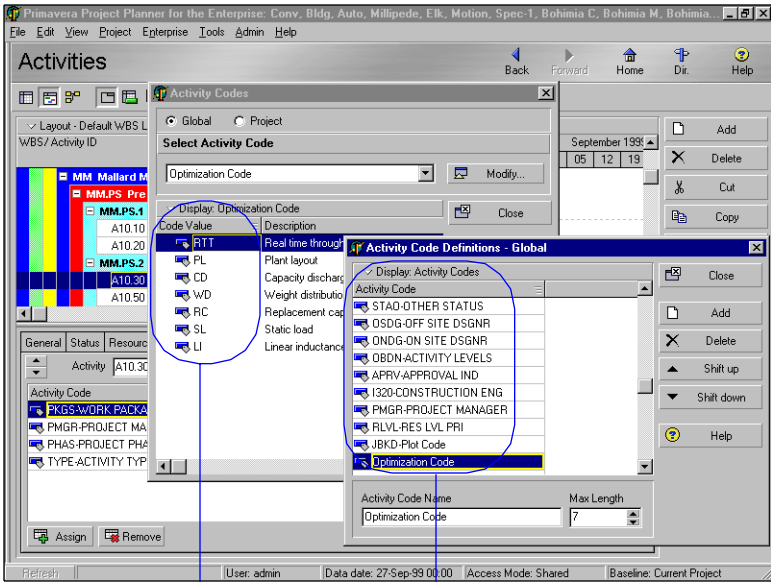 Primavera Project Planner for the Enterprise: Conv, Bldg, Auto, Millipede, Elk, Motion, Spec-1, Bohimia C, Bohimia M, Bohimia...
File Edit View Project Enterprise Tools Admin Help
Activities
Back Forward Home Dir. Help
Layout - Default WBS L
WBS/ Activity ID
MM Mallard M
MM.PS Pre
MM.PS.1
A10.10
A10.20
MM.PS.2
A10.30
A10.50
September 1999
05 12 19
Add
Delete
Cut
Copy
General Status Resourc
Activity A10.30
Activity Code
PKGS-WORK PACKA
PMGR-PROJECT MA
PHAS-PROJECT PHA
TYPE-ACTIVITY TYP
Assign Remove
Activity Codes
Global Project
Select Activity Code
Optimization Code
Modify...
Display: Optimization Code
Close
Code Value Description
RTT Real time through
PL Plant layout
CD Capacity discharg
WD Weight distributio
RC Replacement cap
SL Static load
LI Linear inductance
Activity Code Definitions - Global
Display: Activity Codes
Activity Code
STAO-OTHER STATUS
OSDG-OFF SITE DSGNR
ONDG-ON SITE DSGNR
OBDN-ACTIVITY LEVELS
APRV-APPROVAL IND
I320-CONSTRUCTION ENG
PMGR-PROJECT MANAGER
RLVL-RES LVL PRI
JBKD-Plot Code
Optimization Code
Activity Code Name Max Length
Optimization Code 7
Close
Add
Delete
Shift up
Shift down
Help
Refresh User: admin Data date: 27-Sep-99 00:00 Access Mode: Shared Baseline: Current Project